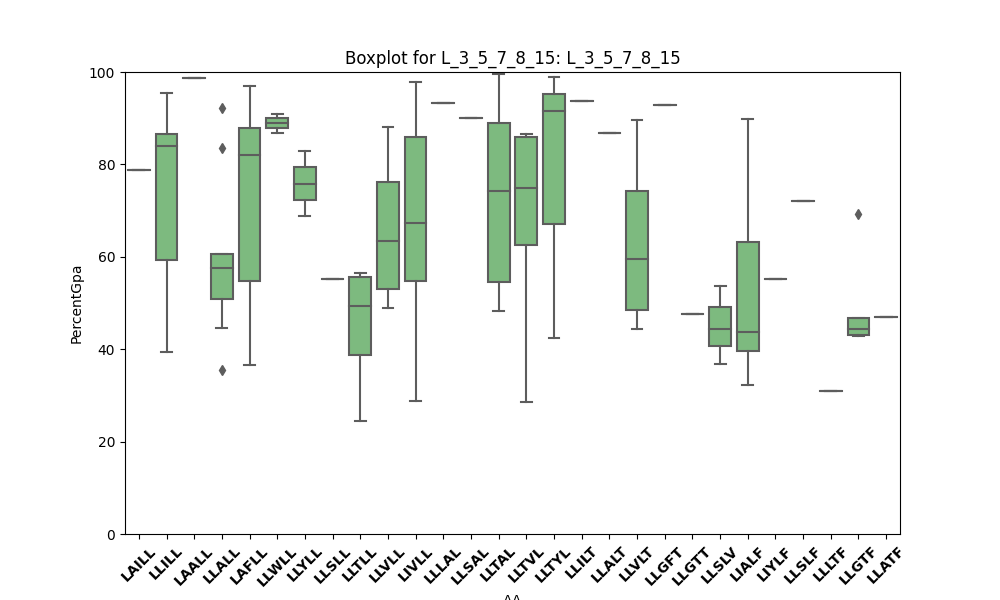 Boxplot for L_3_5_7_8_15: L_3_5_7_8_15
100
80
60
40
20
0
PercentGpa
LAILL LLILL LAALL LLALL LAFLL LLWLL LLYLL LLSLL LLTLL LLVLL LIVLL LLLAL LLSAL LLTAL LLTVL LLTYL LLILT LLALT LLVLT LLGFT LLGTT LLSLV LIALF LIYLF LLSLF LLLTF LLGTF LLATF
AA